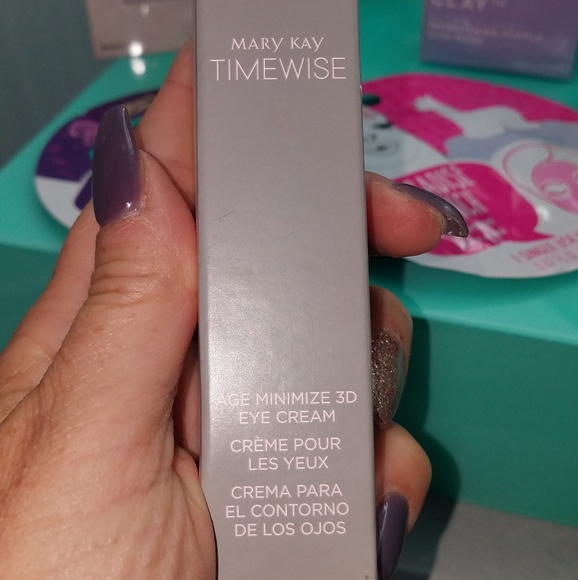 MARY KAY
TIMEWISE
AGE MINIMIZE 3D
EYE CREAM
CRÈME POUR
LES YEUX
CREMA PARA
EL CONTORNO
DE LOS OJOS
CLAY